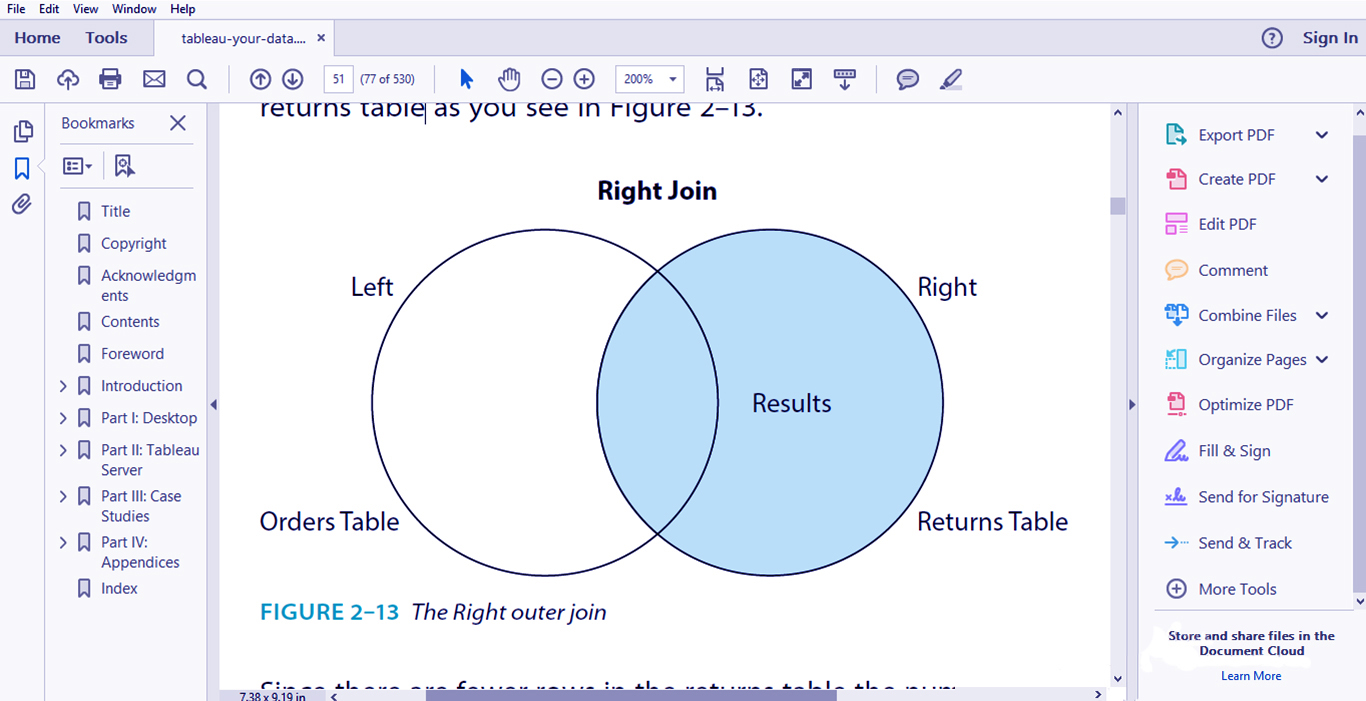 File Edit View Window Help
Home Tools tableau-your-data.... × ? Sign In
51 (77 of 530) 200%
Bookmarks
Title
Copyright
Acknowledgm
ents
Contents
Foreword
Introduction
Part I: Desktop
Part II: Tableau
Server
Part III: Case
Studies
Part IV:
Appendices
Index
returns table as you see in Figure 2–13.
Right Join
Left Right
Results
Orders Table Returns Table
FIGURE 2–13 The Right outer join
Since there are fewer rows in the returns table the num
7.38 x 9.19 in
Export PDF
Create PDF
Edit PDF
Comment
Combine Files
Organize Pages
Optimize PDF
Fill & Sign
Send for Signature
Send & Track
More Tools
Store and share files in the
Document Cloud
Learn More